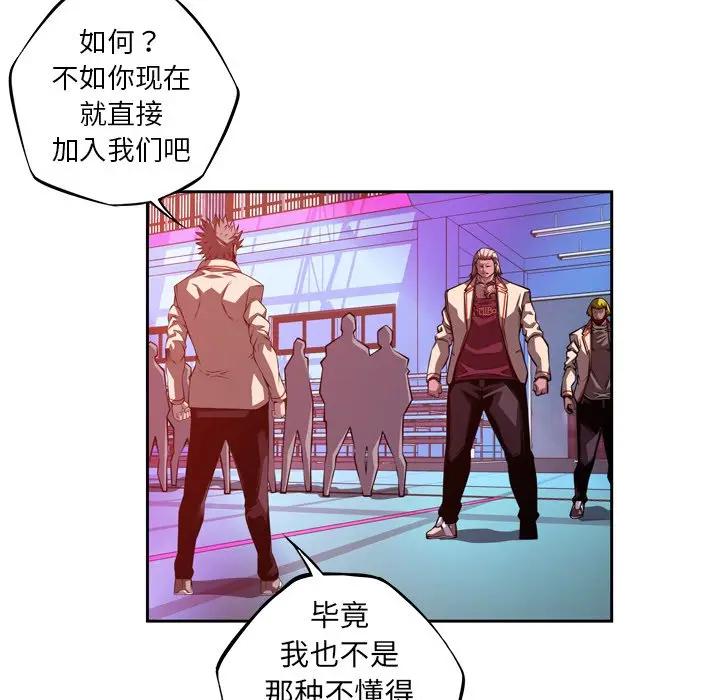 如何？
不如你现在
就直接
加入我们吧
毕竟
我也不是
那种不懂得